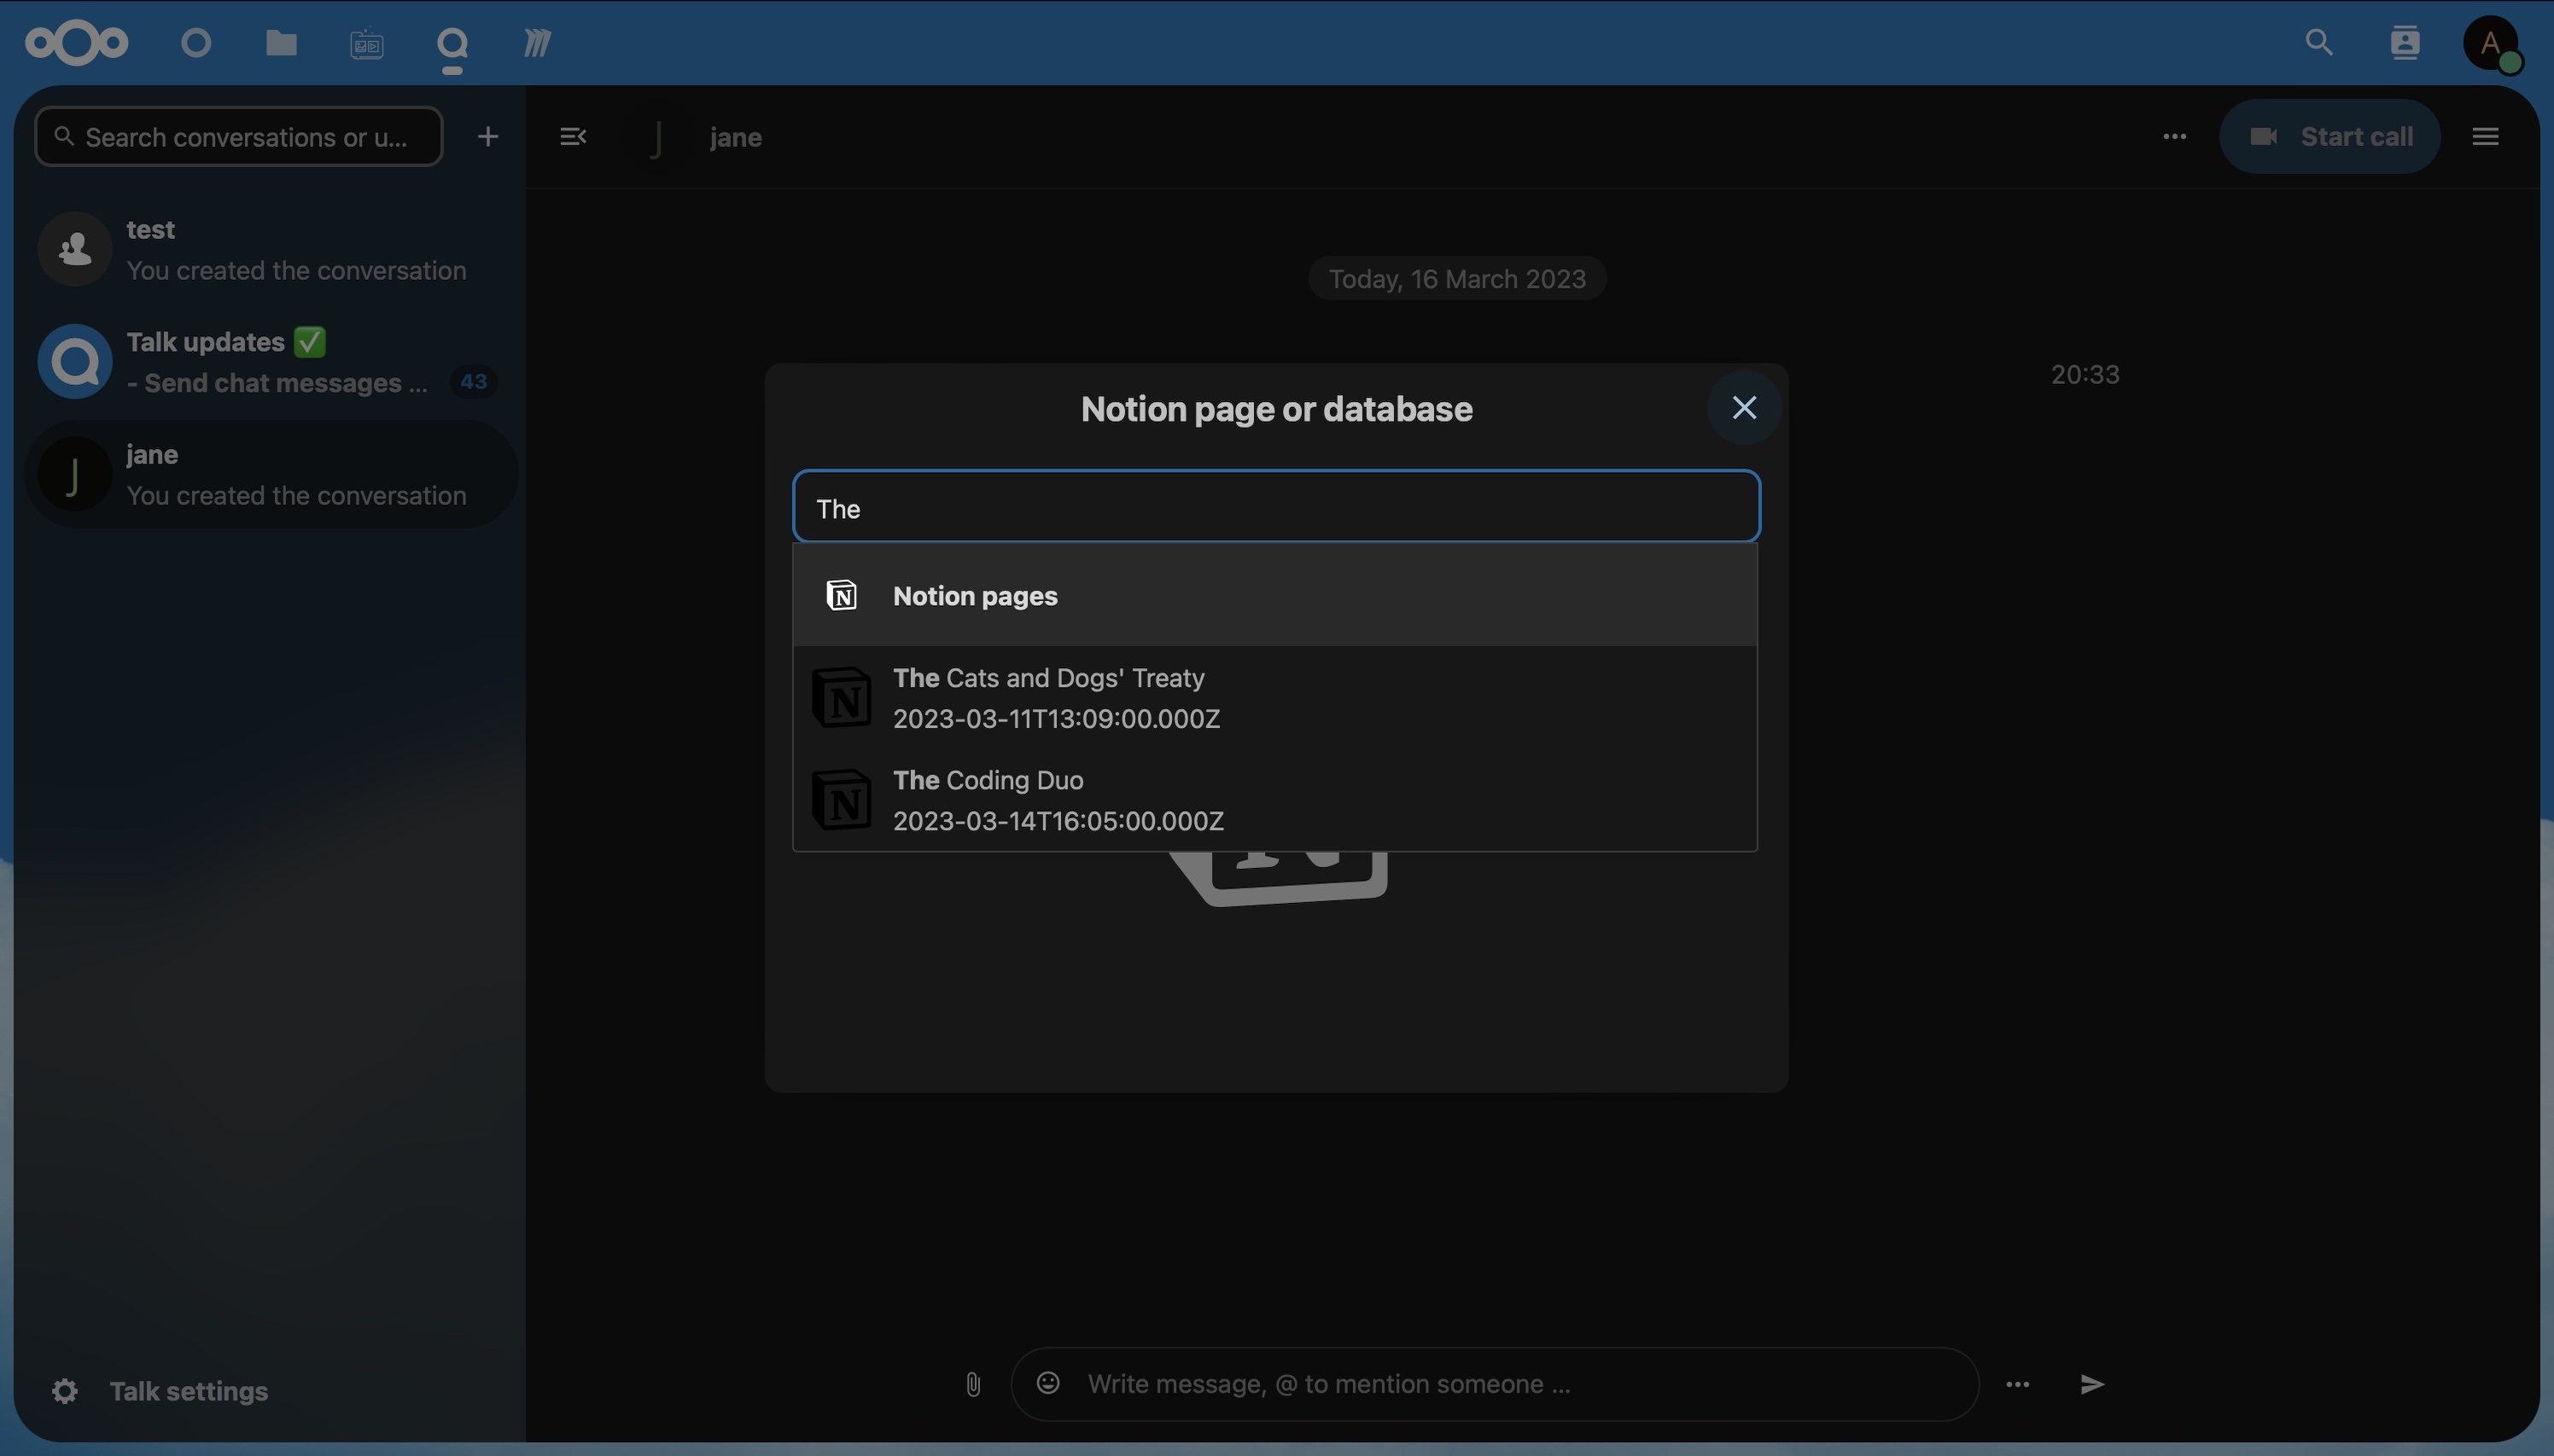 A
Search conversations or u...
J
jane
Start call
test
You created the conversation
Talk updates ✅
- Send chat messages ...
43
J
jane
You created the conversation
Today, 16 March 2023
20:33
Notion page or database
The
N
Notion pages
N
The Cats and Dogs' Treaty
2023-03-11T13:09:00.000Z
N
The Coding Duo
2023-03-14T16:05:00.000Z
Talk settings
Write message, @ to mention someone ...